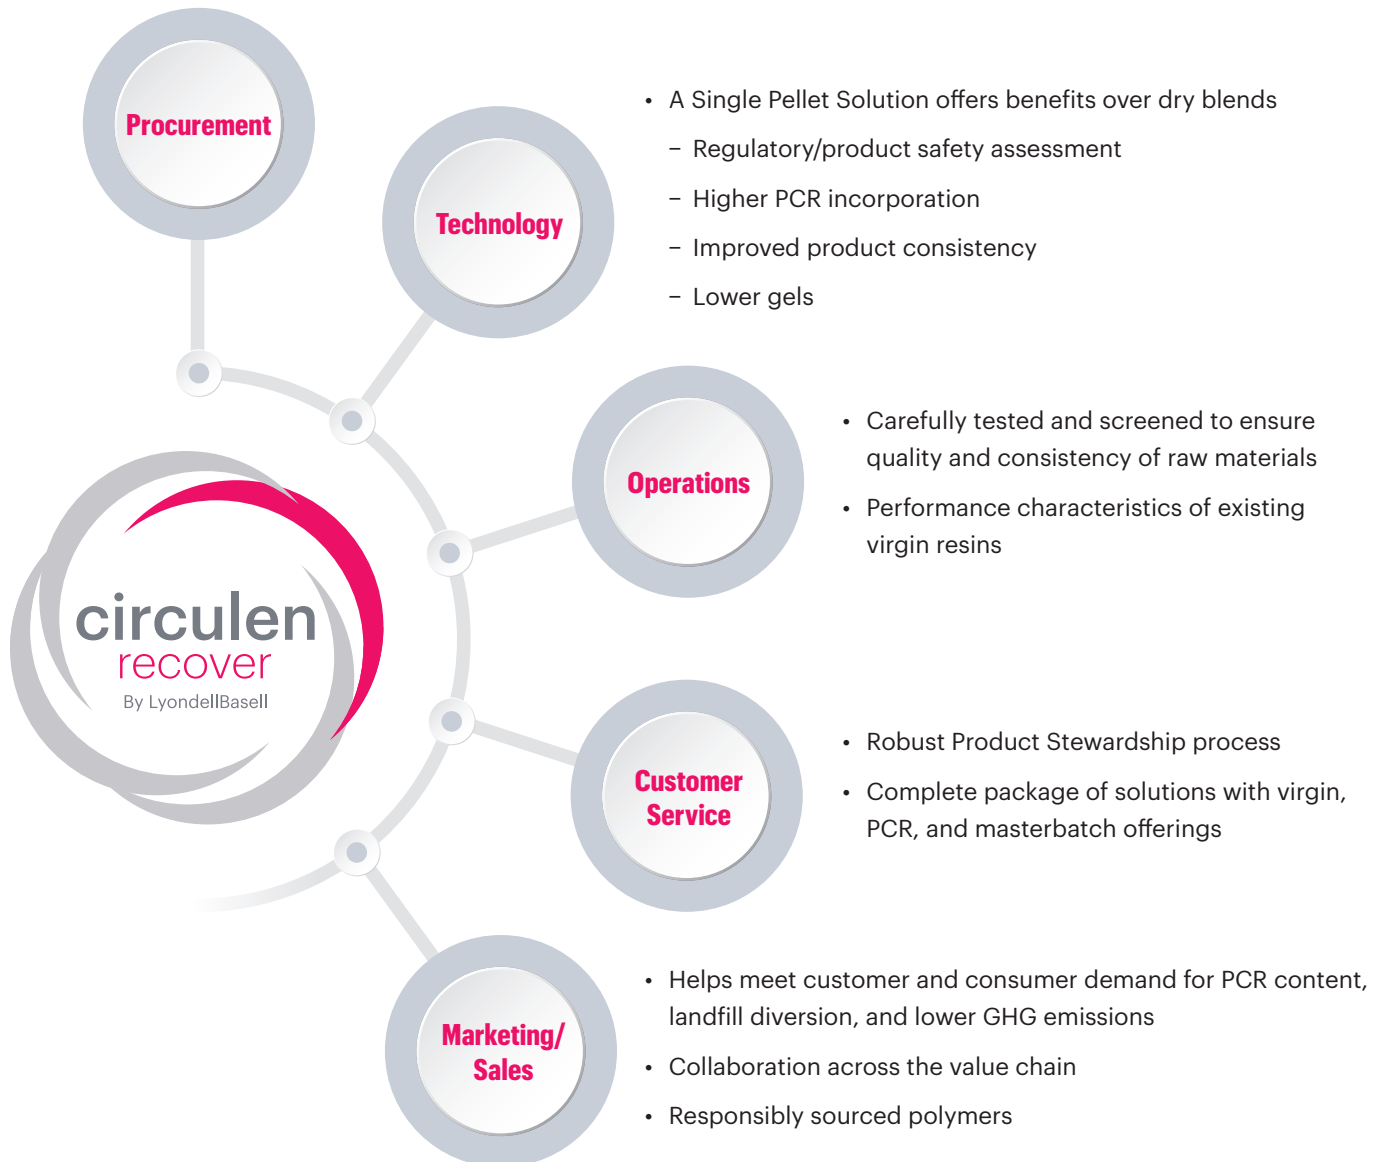 Procurement
Technology
• A Single Pellet Solution offers benefits over dry blends
– Regulatory/product safety assessment
– Higher PCR incorporation
– Improved product consistency
– Lower gels
Operations
• Carefully tested and screened to ensure
quality and consistency of raw materials
• Performance characteristics of existing
virgin resins
circulen
recover
By LyondellBasell
Customer
Service
• Robust Product Stewardship process
• Complete package of solutions with virgin,
PCR, and masterbatch offerings
Marketing/
Sales
• Helps meet customer and consumer demand for PCR content,
landfill diversion, and lower GHG emissions
• Collaboration across the value chain
• Responsibly sourced polymers